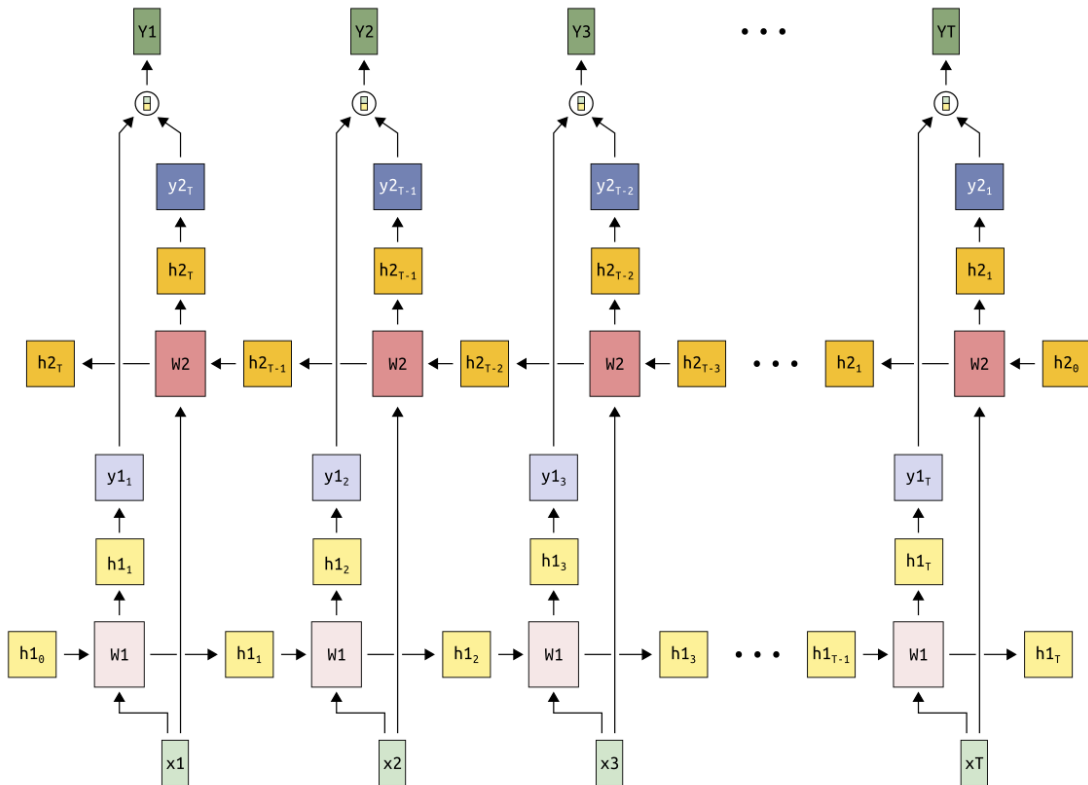 Y1 Y2 Y3 • • • YT
y2T y2T-1 y2T-2 y21
h2T h2T-1 h2T-2 h21
h2T W2 h2T-1 W2 h2T-2 W2 h2T-3 • • • h21 W2 h20
y11 y12 y13 y1T
h11 h12 h13 h1T
h10 W1 h11 W1 h12 W1 h13 • • • h1T-1 W1 h1T
x1 x2 x3 xT